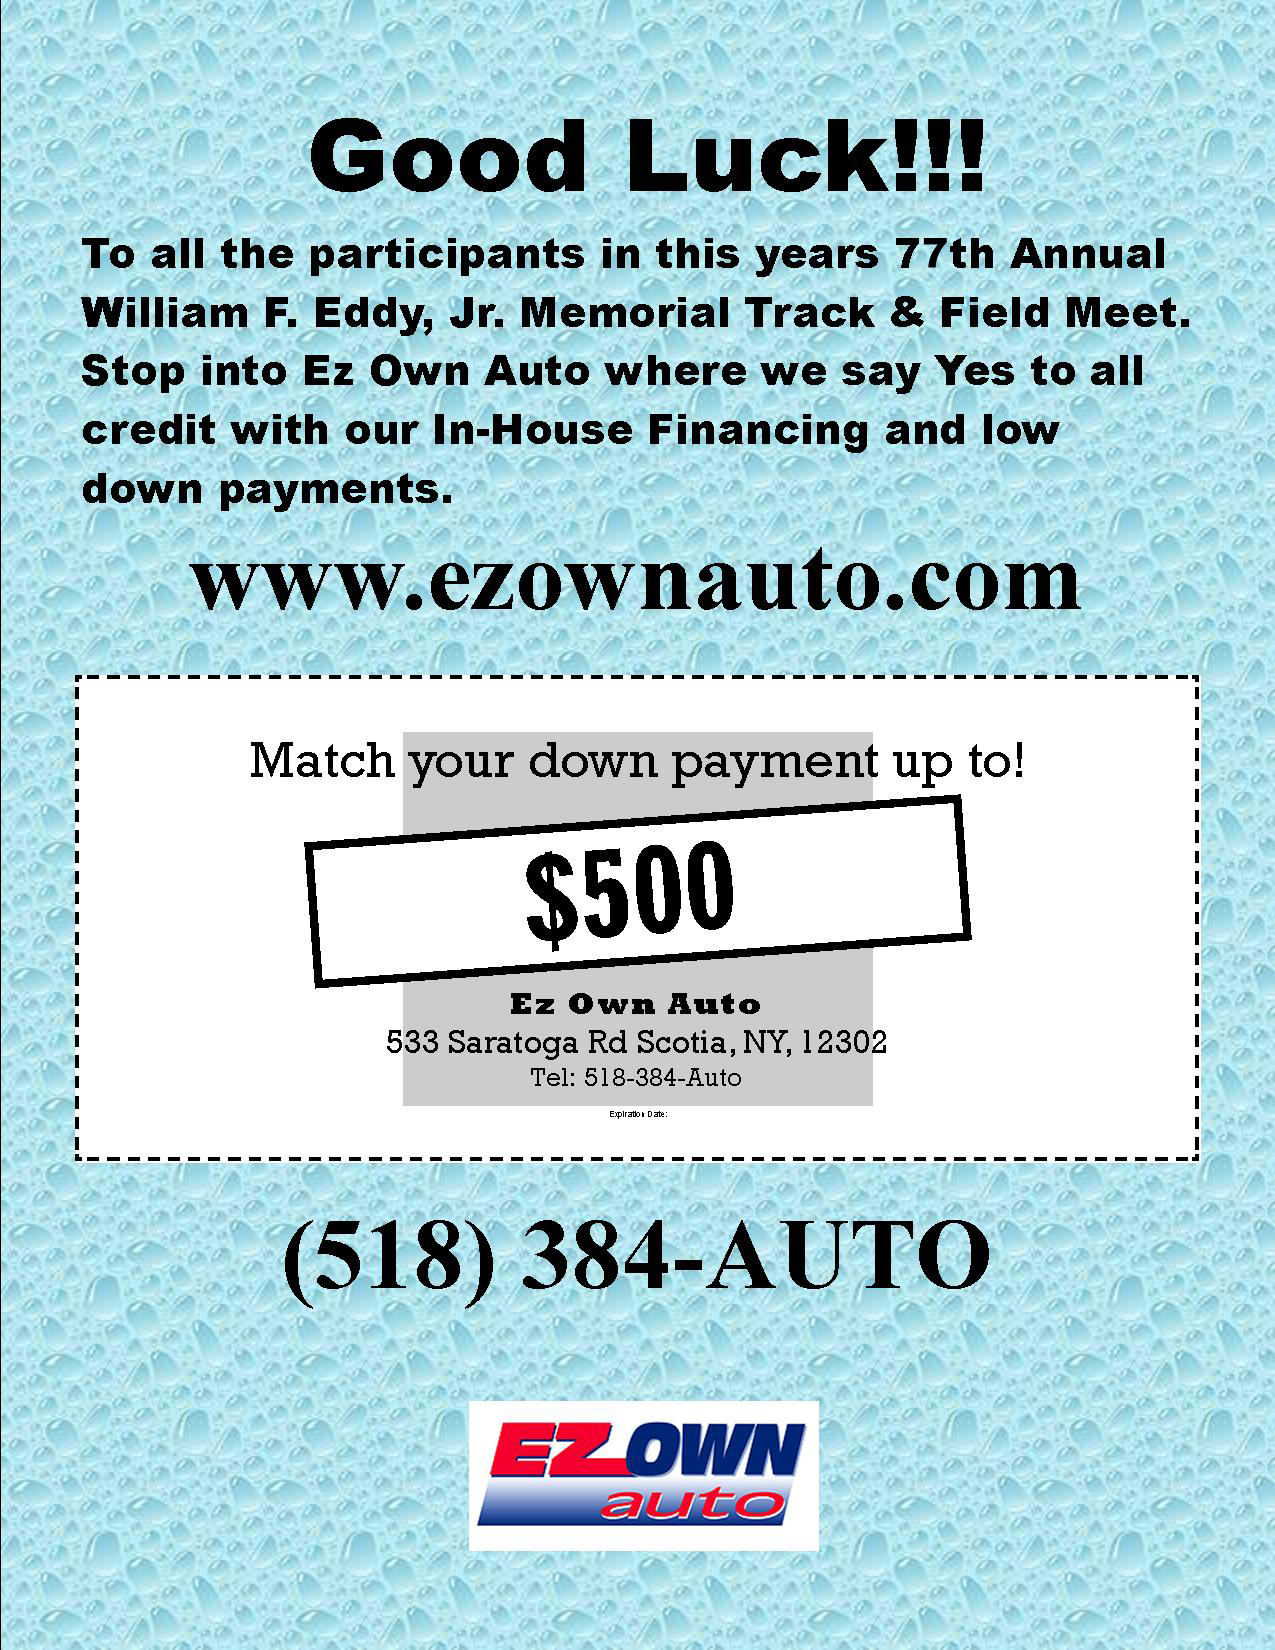 Good Luck!!!
To all the participants in this years 77th Annual
William F. Eddy, Jr. Memorial Track & Field Meet.
Stop into Ez Own Auto where we say Yes to all
credit with our In-House Financing and low
down payments.
www.ezownauto.com
Match your down payment up to!
$500
Ez Own Auto
533 Saratoga Rd Scotia, NY, 12302
Tel: 518-384-Auto
Expiration Date:
(518) 384-AUTO
EZ OWN
auto